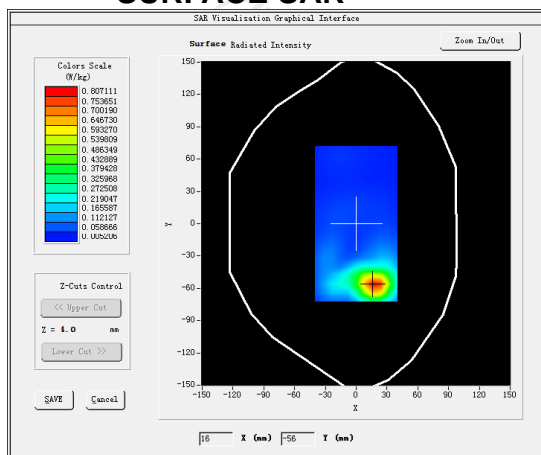 SURFACE SAR
SAR Visualisation Graphical Interface
Surface Radiated Intensity
Zoom In/Out
Colors Scale
(W/kg)
0.807111
0.753651
0.700190
0.646730
0.593270
0.539809
0.486349
0.432889
0.379428
0.325968
0.272508
0.219047
0.165587
0.112127
0.058666
0.005206
Z-Cuts Control
<< Upper Cut
Z = 4.0 mm
Lower Cut >>
SAVE
Cancel
150
120
90
60
30
0
-30
-60
-90
-120
-150
Y
-150 -120 -90 -60 -30 0 30 60 90 120 150
X
16 X (mm) -56 Y (mm)